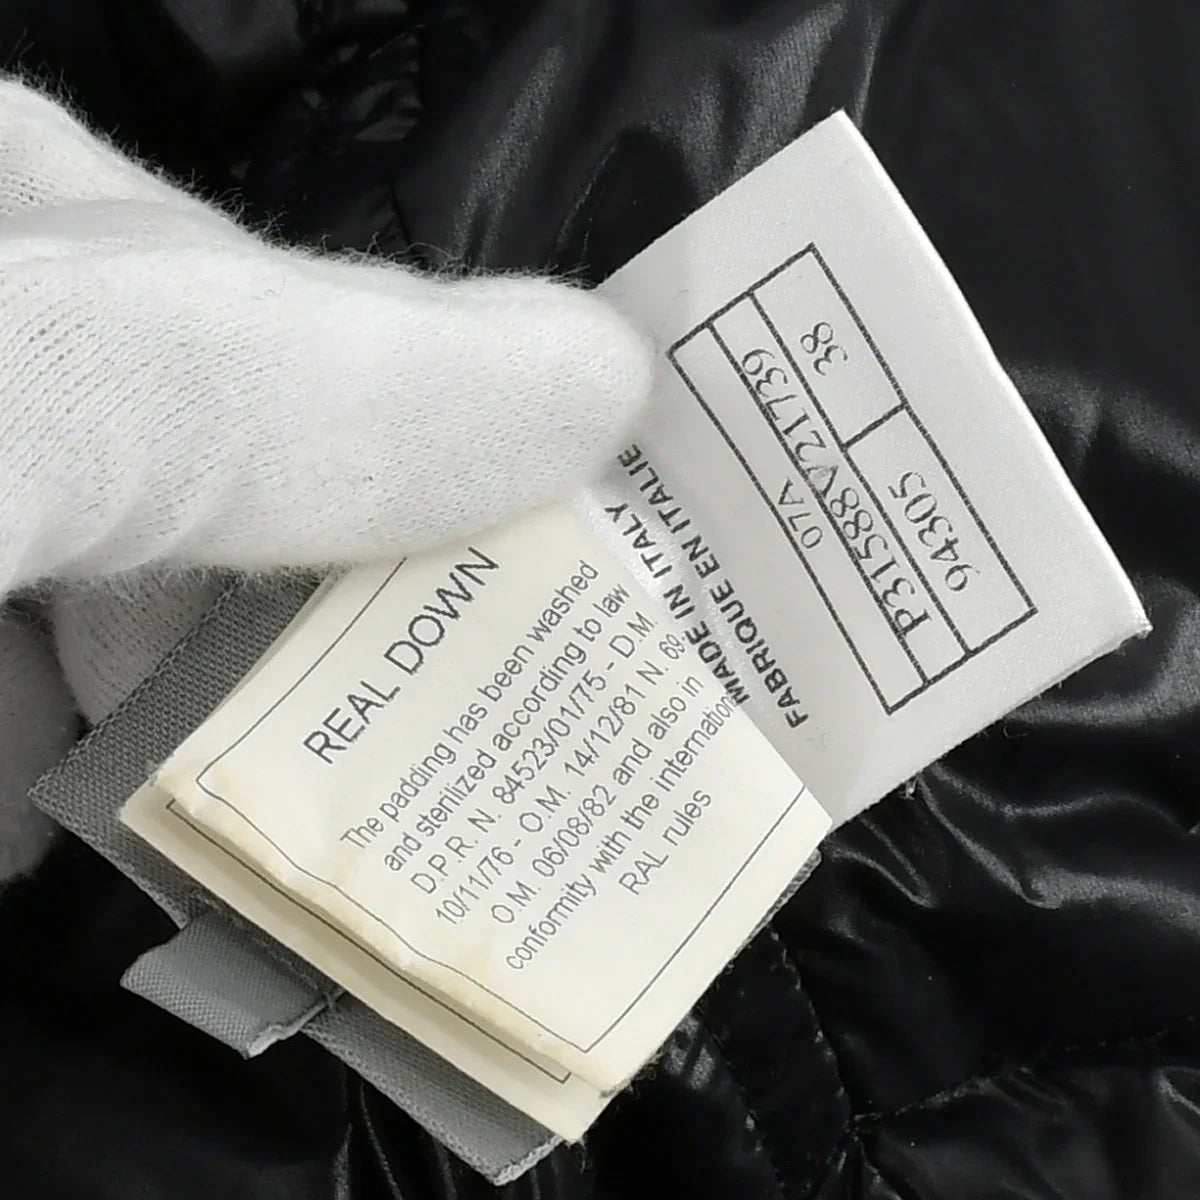 REAL DOWN
The padding has been washed
and sterilized according to law
D.P.R. N. 84523/01/75 - D.M.
10/11/76 - O.M. 14/12/81 N. 69.
O.M. 06/08/82 and also in
conformity with the internation
RAL rules
MADE IN ITALY
FABRIQUE EN ITALIE
07A
P31588V21739
94305
38